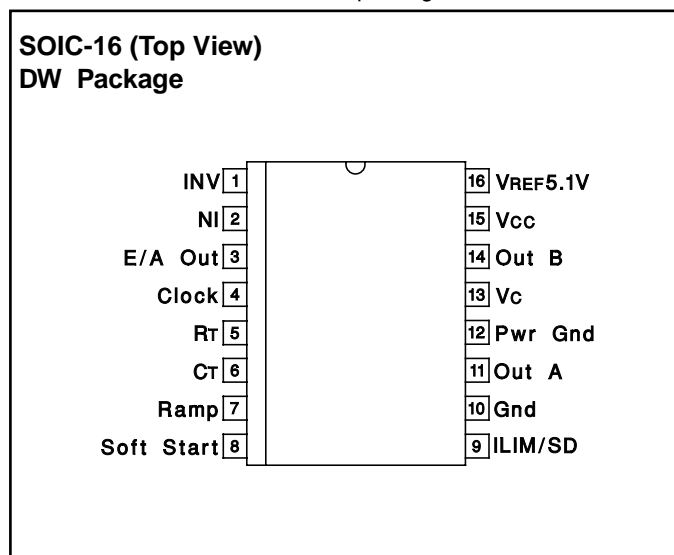 SOIC-16 (Top View)
DW Package
INV 1
NI 2
E/A Out 3
Clock 4
RT 5
CT 6
Ramp 7
Soft Start 8
16 VREF5.1V
15 Vcc
14 Out B
13 Vc
12 Pwr Gnd
11 Out A
10 Gnd
9 ILIM/SD